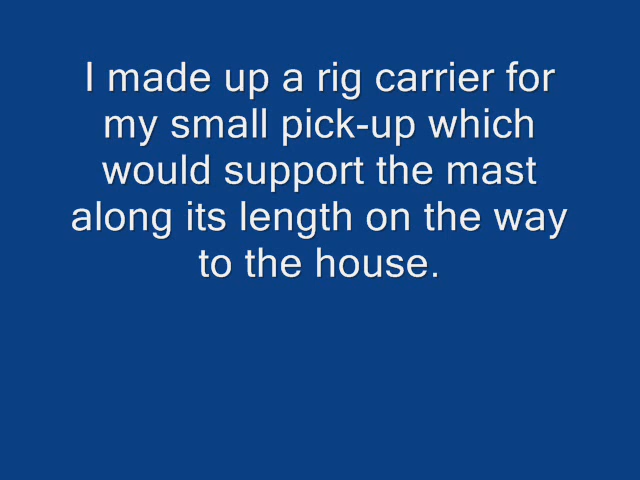 I made up a rig carrier for
my small pick-up which
would support the mast
along its length on the way
to the house.